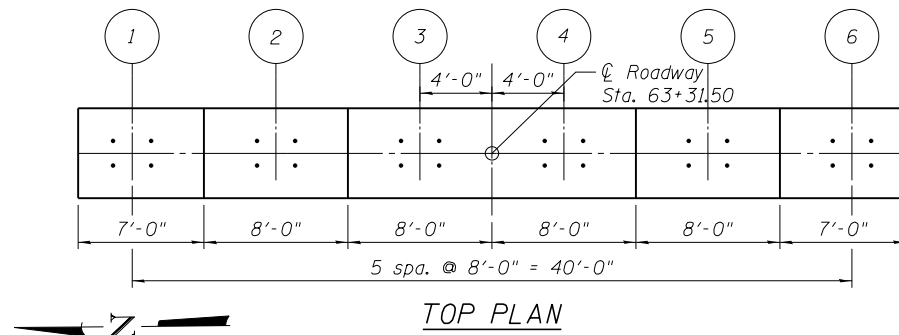 1 2 3 4 5 6
4'-0" 4'-0"
℄ Roadway
Sta. 63+31.50
7'-0" 8'-0" 8'-0" 8'-0" 8'-0" 7'-0"
5 spa. @ 8'-0" = 40'-0"
TOP PLAN
N